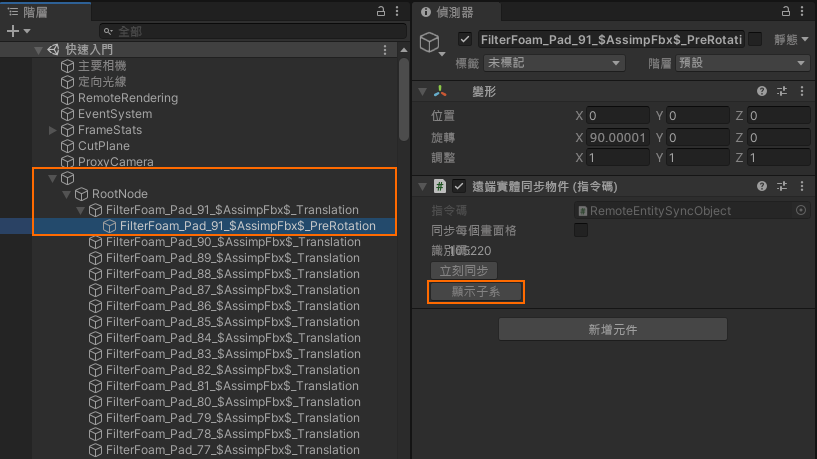 階層
全部
快速入門
主要相機
定向光線
RemoteRendering
EventSystem
FrameStats
CutPlane
ProxyCamera
RootNode
FilterFoam_Pad_91_$AssimpFbx$_Translation
FilterFoam_Pad_91_$AssimpFbx$_PreRotation
FilterFoam_Pad_90_$AssimpFbx$_Translation
FilterFoam_Pad_89_$AssimpFbx$_Translation
FilterFoam_Pad_88_$AssimpFbx$_Translation
FilterFoam_Pad_87_$AssimpFbx$_Translation
FilterFoam_Pad_86_$AssimpFbx$_Translation
FilterFoam_Pad_85_$AssimpFbx$_Translation
FilterFoam_Pad_84_$AssimpFbx$_Translation
FilterFoam_Pad_83_$AssimpFbx$_Translation
FilterFoam_Pad_82_$AssimpFbx$_Translation
FilterFoam_Pad_81_$AssimpFbx$_Translation
FilterFoam_Pad_80_$AssimpFbx$_Translation
FilterFoam_Pad_79_$AssimpFbx$_Translation
FilterFoam_Pad_78_$AssimpFbx$_Translation
FilterFoam_Pad_77_$AssimpFbx$_Translation
偵測器
FilterFoam_Pad_91_$AssimpFbx$_PreRotati 靜態
標籤 未標記 階層 預設
變形
位置 X 0 Y 0 Z 0
旋轉 X 90.00001 Y 0 Z 0
調整 X 1 Y 1 Z 1
# 遠端實體同步物件 (指令碼)
指令碼 RemoteEntitySyncObject
同步每個畫面格
識別碼
立刻同步
顯示子系
新增元件